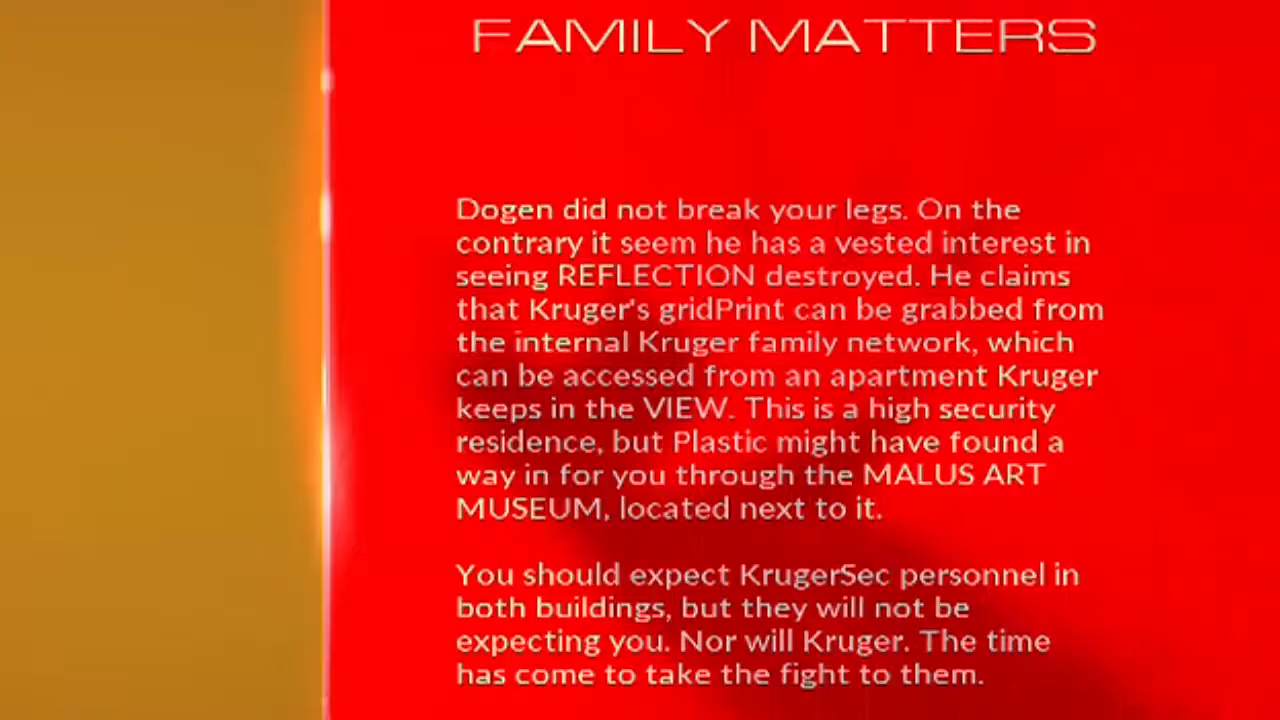 FAMILY MATTERS
Dogen did not break your legs. On the
contrary it seem he has a vested interest in
seeing REFLECTION destroyed. He claims
that Kruger's gridPrint can be grabbed from
the internal Kruger family network, which
can be accessed from an apartment Kruger
keeps in the VIEW. This is a high security
residence, but Plastic might have found a
way in for you through the MALUS ART
MUSEUM, located next to it.
You should expect KrugerSec personnel in
both buildings, but they will not be
expecting you. Nor will Kruger. The time
has come to take the fight to them.